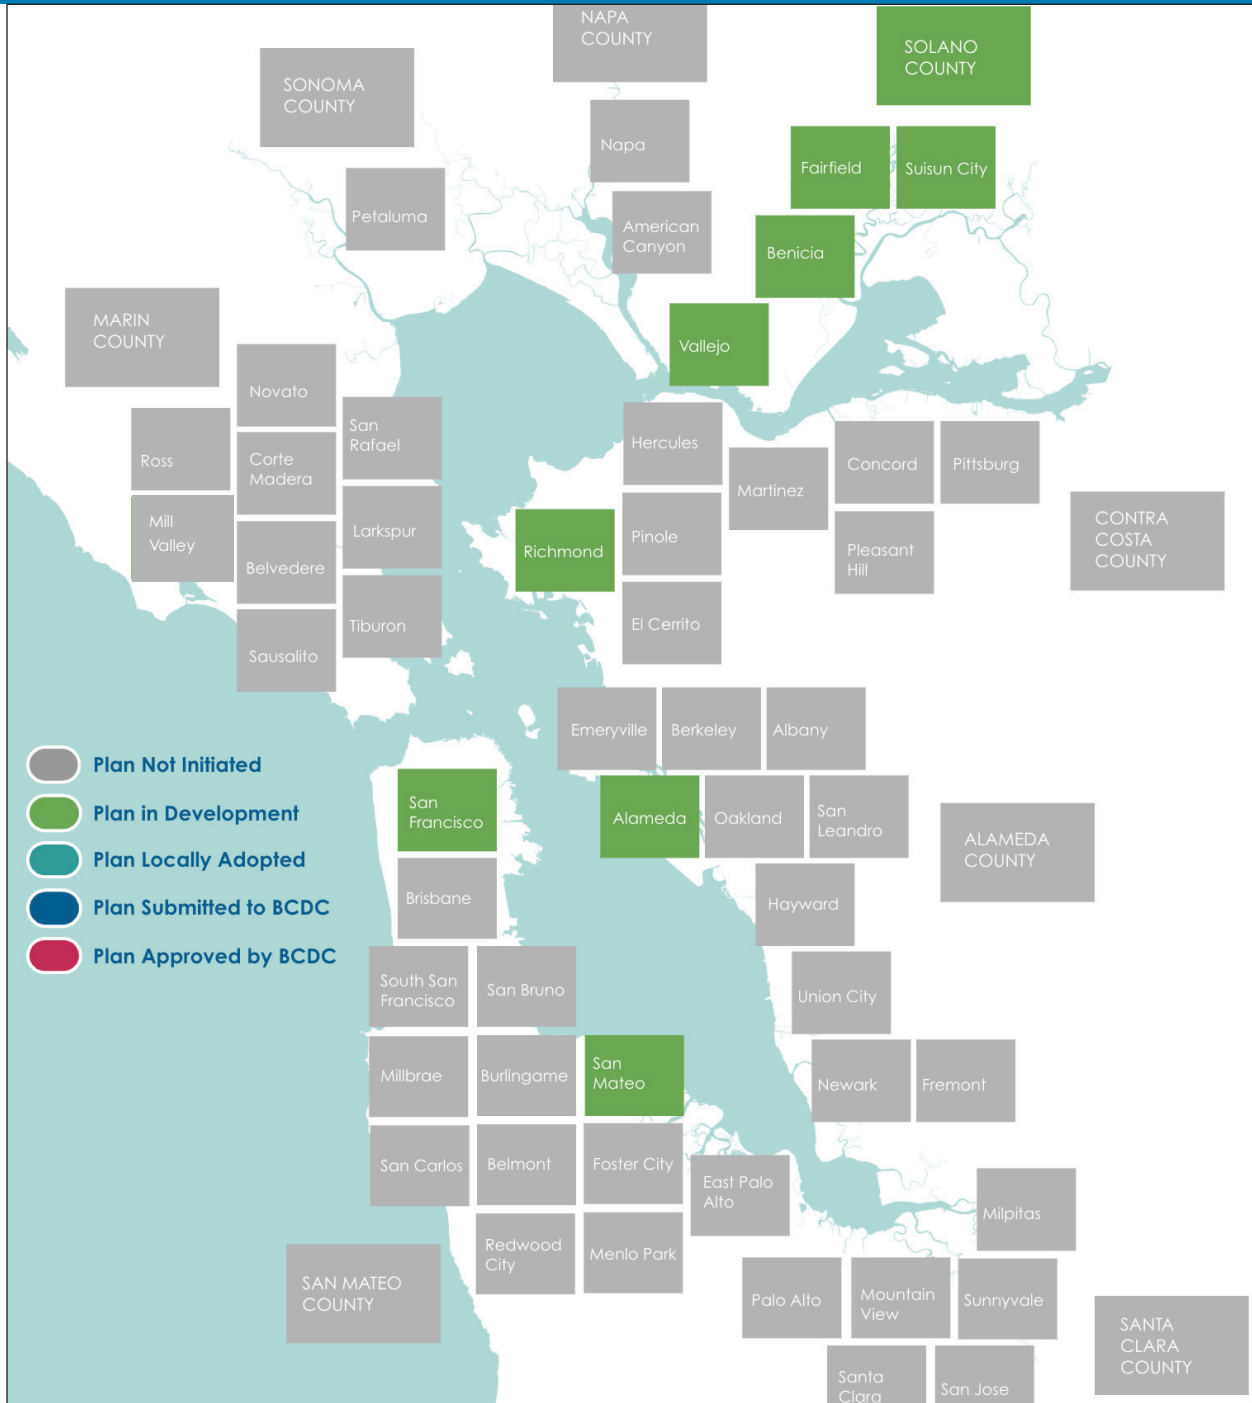 NAPA
COUNTY
SOLANO
COUNTY
SONOMA
COUNTY
Napa
Fairfield
Suisun City
Petaluma
American
Canyon
Benicia
MARIN
COUNTY
Vallejo
Novato
San
Rafael
Ross
Corte
Madera
Hercules
Martinez
Concord
Pittsburg
Mill
Valley
Larkspur
Richmond
Pinole
Pleasant
Hill
CONTRA
COSTA
COUNTY
Belvedere
Tiburon
El Cerrito
Sausalito
Emeryville
Berkeley
Albany
Plan Not Initiated
Plan in Development
Plan Locally Adopted
Plan Submitted to BCDC
Plan Approved by BCDC
San
Francisco
Alameda
Oakland
San
Leandro
ALAMEDA
COUNTY
Brisbane
Hayward
South San
Francisco
San Bruno
Union City
Millbrae
Burlingame
San
Mateo
Newark
Fremont
San Carlos
Belmont
Foster City
East Palo
Alto
Milpitas
Redwood
City
Menlo Park
SAN MATEO
COUNTY
Palo Alto
Mountain
View
Sunnyvale
SANTA
CLARA
COUNTY
Santa
Clara
San Jose